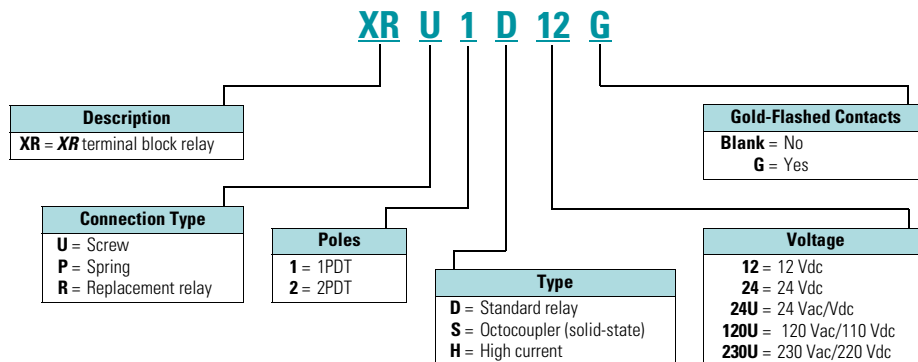 XR U 1 D 12 G
Description
XR = XR terminal block relay
Gold-Flashed Contacts
Blank = No
G = Yes
Connection Type
U = Screw
P = Spring
R = Replacement relay
Poles
1 = 1PDT
2 = 2PDT
Type
D = Standard relay
S = Octocoupler (solid-state)
H = High current
Voltage
12 = 12 Vdc
24 = 24 Vdc
24U = 24 Vac/Vdc
120U = 120 Vac/110 Vdc
230U = 230 Vac/220 Vdc